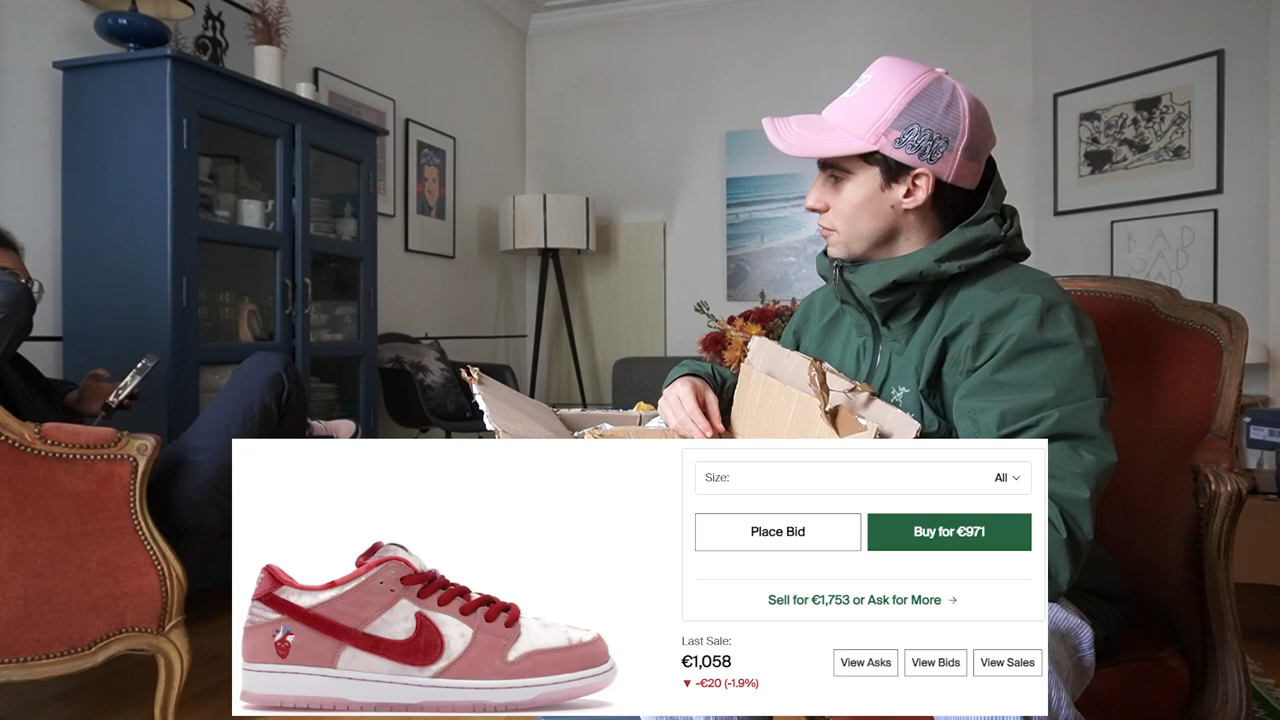 Size:
All
Place Bid
Buy for €971
Sell for €1,753 or Ask for More →
Last Sale:
€1,058
▼ -€20 (-1.9%)
View Asks
View Bids
View Sales